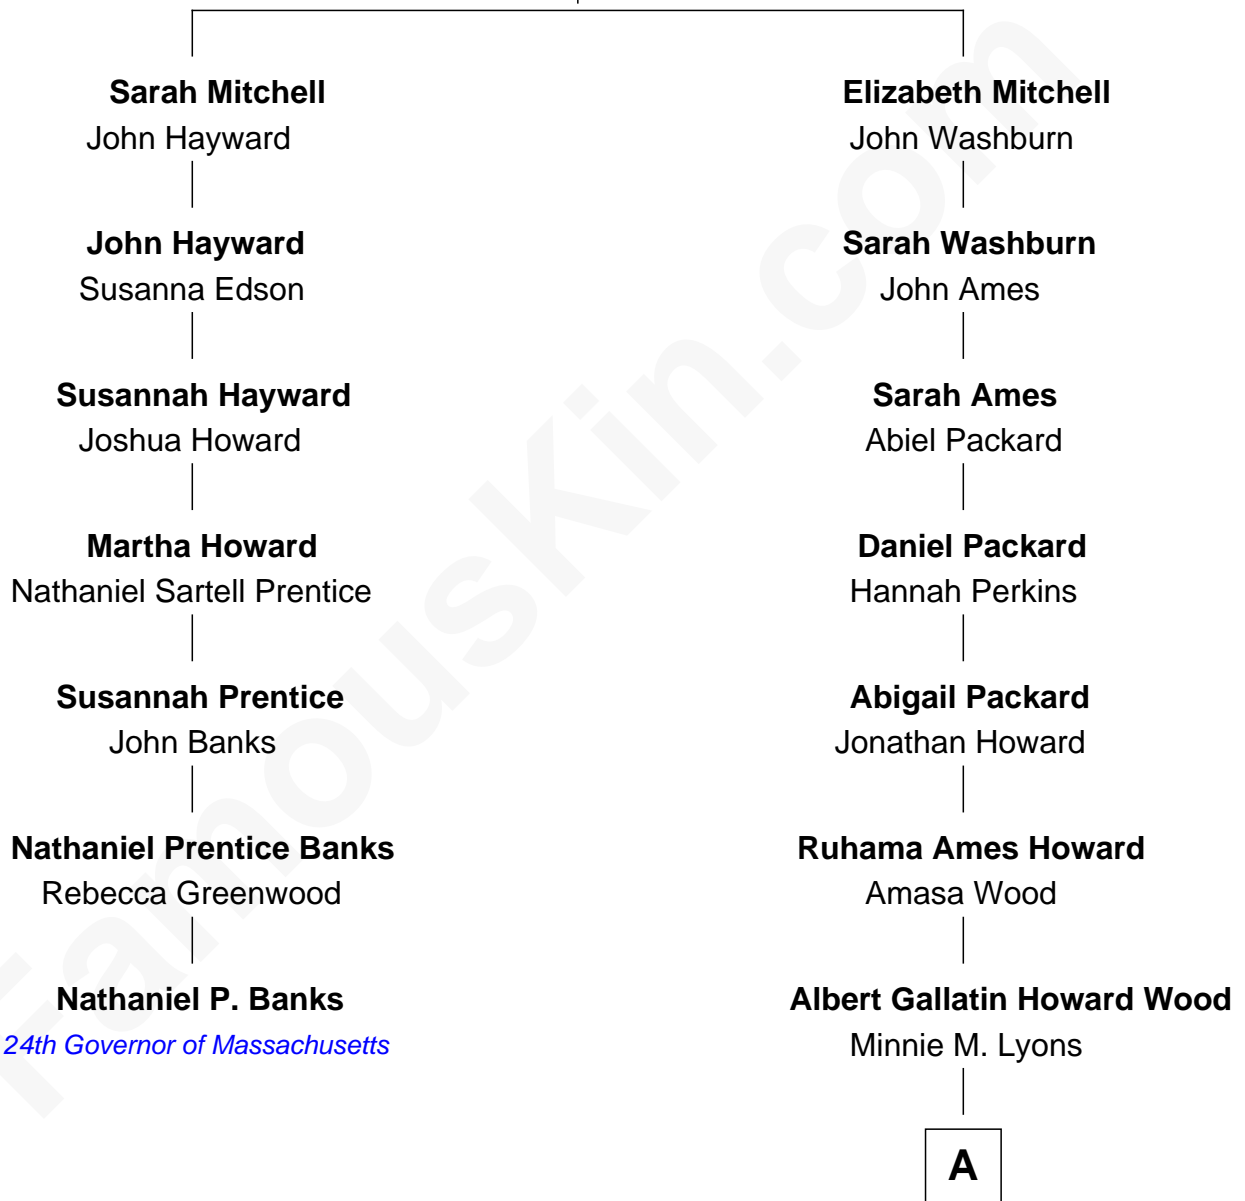 Sarah Mitchell
John Hayward
Elizabeth Mitchell
John Washburn
John Hayward
Susanna Edson
Sarah Washburn
John Ames
Susannah Hayward
Joshua Howard
Sarah Ames
Abiel Packard
Martha Howard
Nathaniel Sartell Prentice
Daniel Packard
Hannah Perkins
Susannah Prentice
John Banks
Abigail Packard
Jonathan Howard
Nathaniel Prentice Banks
Rebecca Greenwood
Ruhama Ames Howard
Amasa Wood
Nathaniel P. Banks
24th Governor of Massachusetts
Albert Gallatin Howard Wood
Minnie M. Lyons
A
FamousKin.com